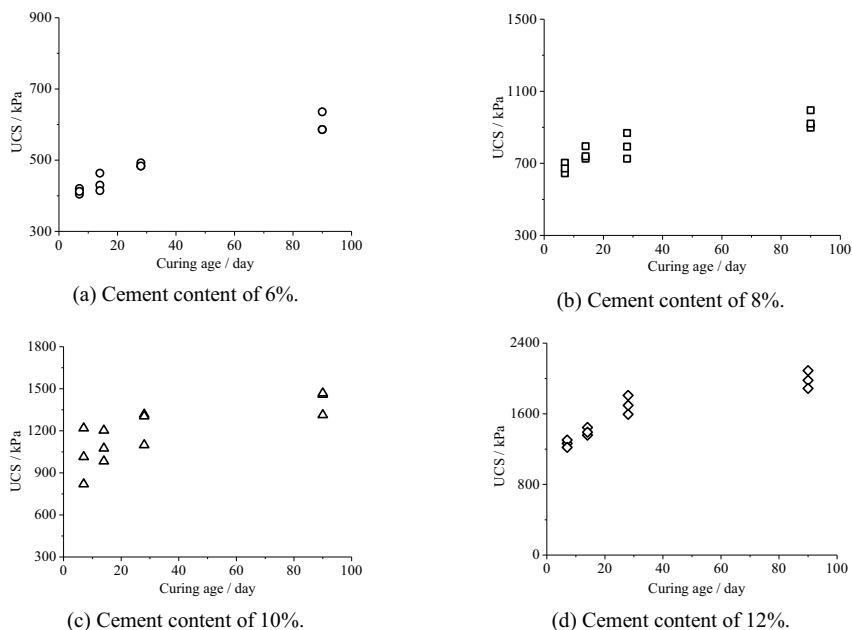 900
700
500
300
UCS / kPa
0 20 40 60 80 100
Curing age / day
(a) Cement content of 6%.
1500
1100
700
300
UCS / kPa
0 20 40 60 80 100
Curing age / day
(b) Cement content of 8%.
1800
1500
1200
900
600
300
UCS / kPa
0 20 40 60 80 100
Curing age / day
(c) Cement content of 10%.
2400
1600
800
0
UCS / kPa
0 20 40 60 80 100
Curing age / day
(d) Cement content of 12%.